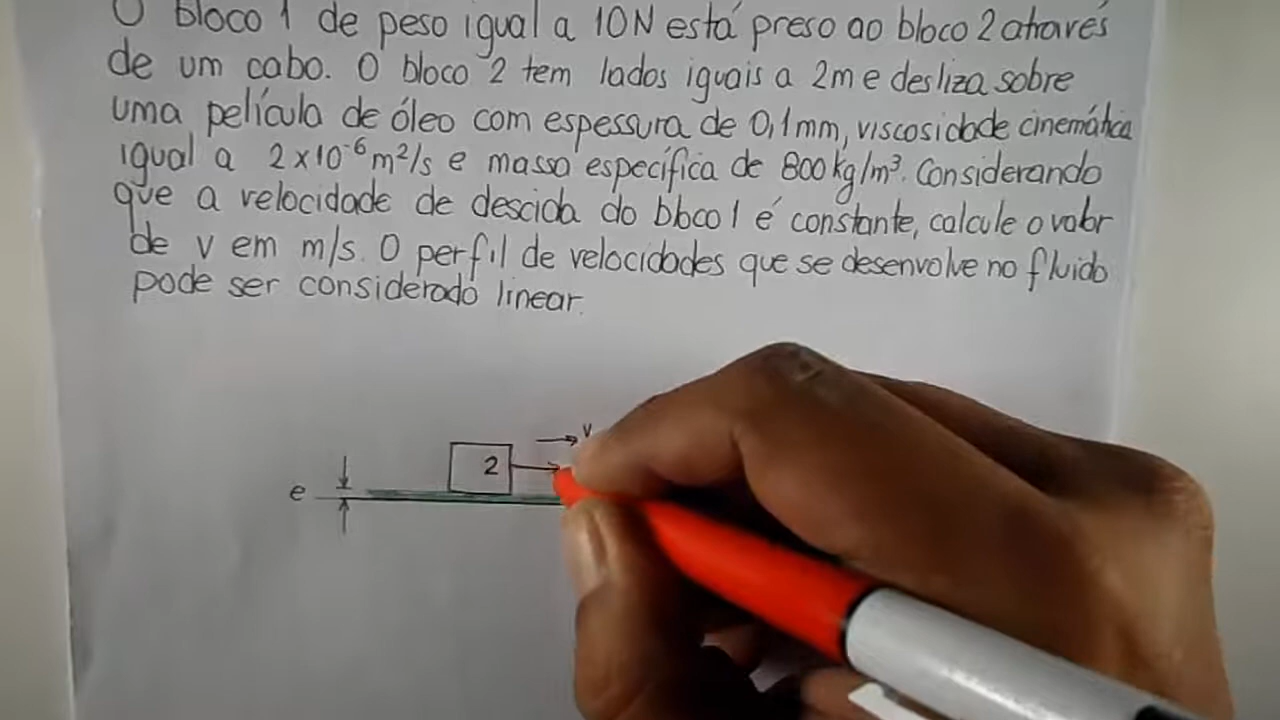 O bloco 1 de peso igual a 10N está preso ao bloco 2 através
de um cabo. O bloco 2 tem lados iguais a 2m e desliza sobre
uma película de óleo com espessura de 0,1mm, viscosidade cinemática
igual a 2x10⁻⁶m²/s e massa específica de 800kg/m³. Considerando
que a velocidade de descida do bloco 1 é constante, calcule o valor
de v em m/s. O perfil de velocidades que se desenvolve no fluido
pode ser considerado linear.
v
2
e